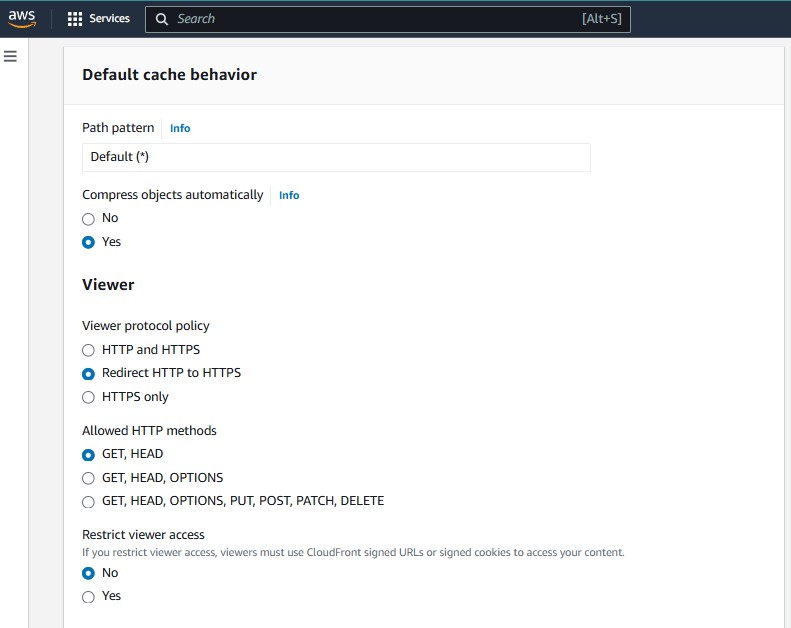 aws Services Search [Alt+S]
Default cache behavior
Path pattern Info
Default (*)
Compress objects automatically Info
No
Yes
Viewer
Viewer protocol policy
HTTP and HTTPS
Redirect HTTP to HTTPS
HTTPS only
Allowed HTTP methods
GET, HEAD
GET, HEAD, OPTIONS
GET, HEAD, OPTIONS, PUT, POST, PATCH, DELETE
Restrict viewer access
If you restrict viewer access, viewers must use CloudFront signed URLs or signed cookies to access your content.
No
Yes